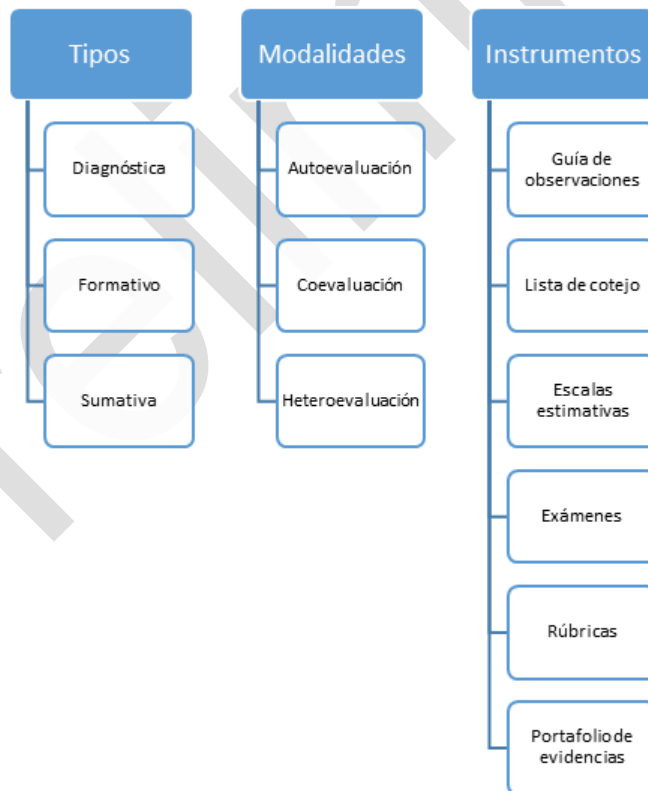 Tipos
Diagnóstica
Formativo
Sumativa
Modalidades
Autoevaluación
Coevaluación
Heteroevaluación
Instrumentos
Guía de
observaciones
Lista de cotejo
Escalas
estimativas
Exámenes
Rúbricas
Portafolio de
evidencias